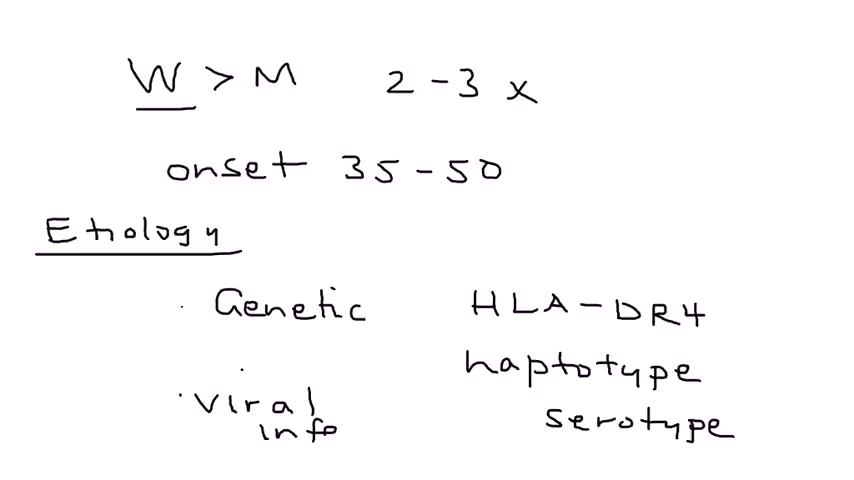 W > M 2-3 x
onset 35-50
Etiology
· Genetic HLA-DR4
haptotype
· viral serotype
info